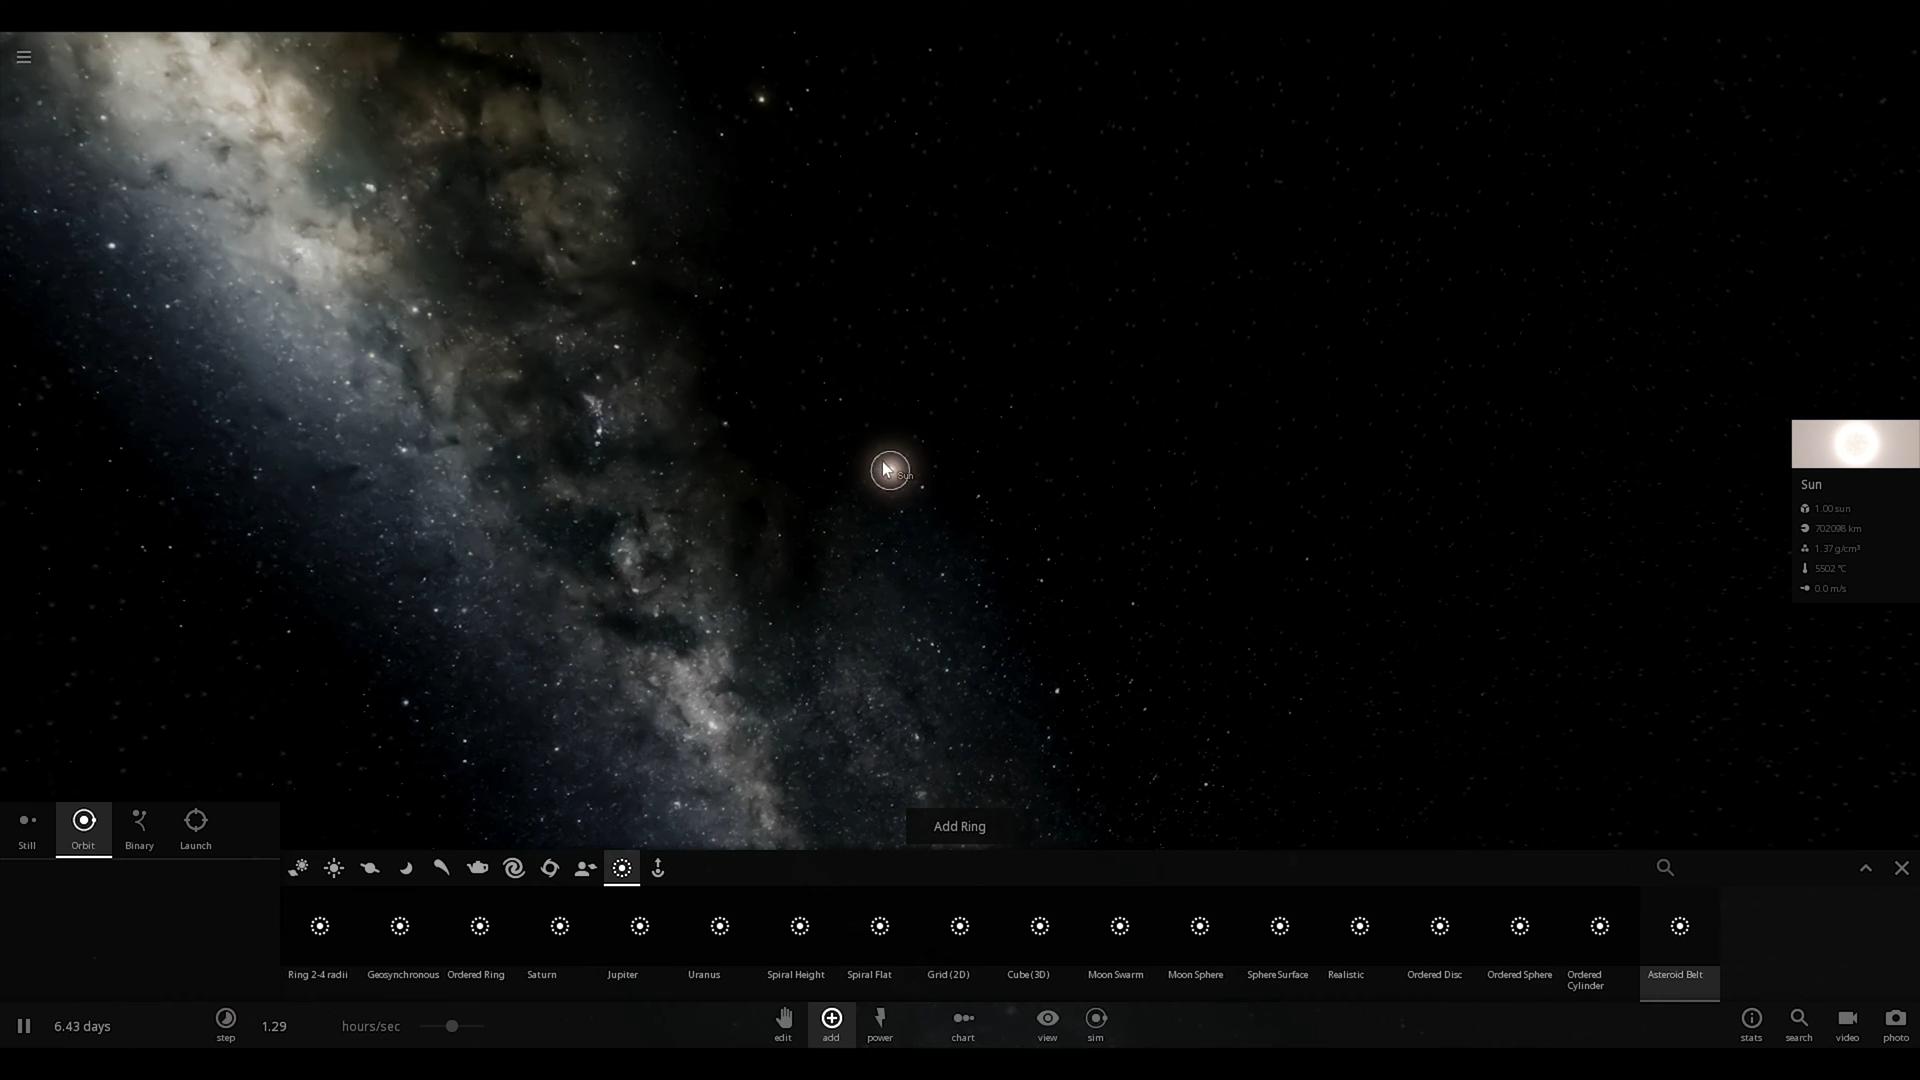 Sun
Sun
1.00 sun
702098 km
1.37 g/cm³
5502 °C
0.0 m/s
Still
Orbit
Binary
Launch
Add Ring
Ring 2-4 radii
Geosynchronous
Ordered Ring
Saturn
Jupiter
Uranus
Spiral Height
Spiral Flat
Grid (2D)
Cube (3D)
Moon Swarm
Moon Sphere
Sphere Surface
Realistic
Ordered Disc
Ordered Sphere
Ordered
Cylinder
Asteroid Belt
6.43 days
step
1.29
hours/sec
edit
add
power
chart
view
sim
stats
search
video
photo